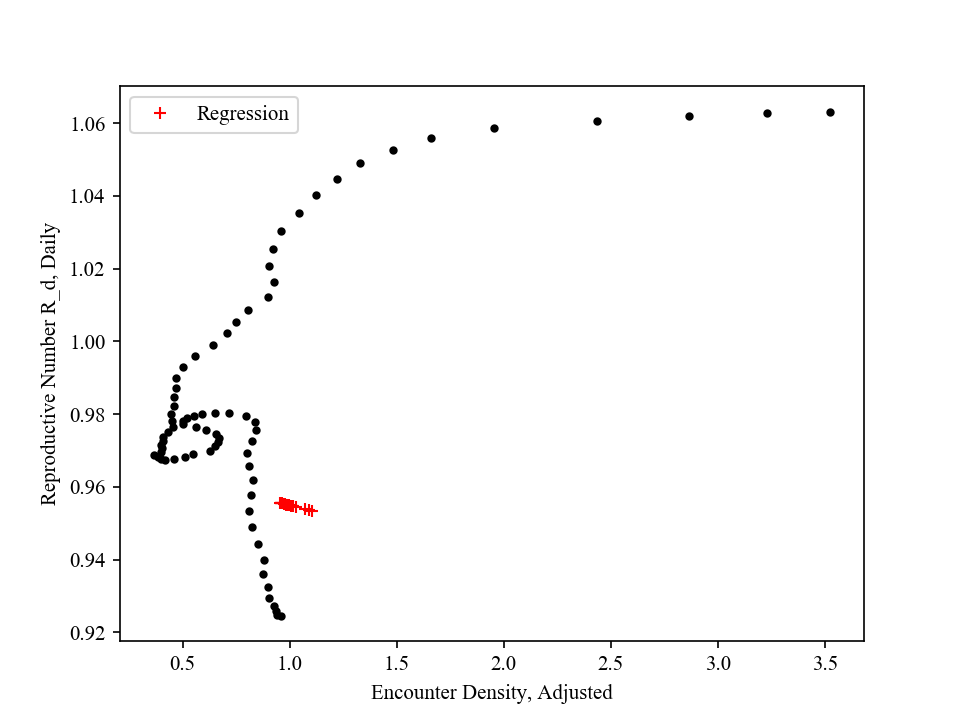 Regression
1.06
1.04
1.02
1.00
0.98
0.96
0.94
0.92
Reproductive Number R_d, Daily
0.5 1.0 1.5 2.0 2.5 3.0 3.5
Encounter Density, Adjusted